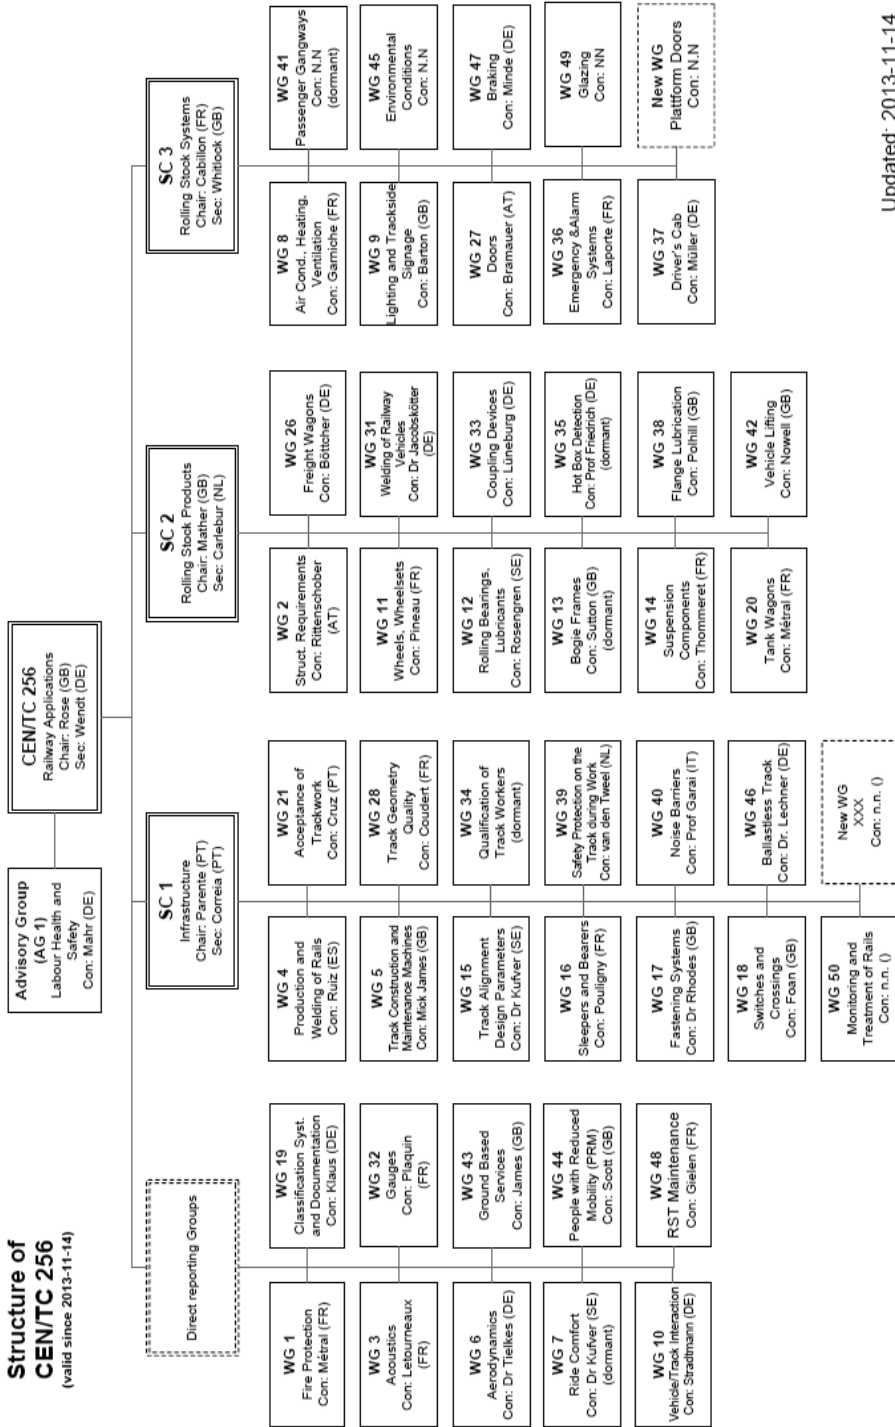 Structure of
CEN/TC 256
(valid since 2013-11-14)
Advisory Group
(AG 1)
Labour Health and
Safety
Con: Mahr (DE)
CEN/TC 256
Railway Applications
Chair: Rose (GB)
Sec: Wendt (DE)
Direct reporting Groups
SC 1
Infrastructure
Chair: Parente (PT)
Sec: Correia (PT)
SC 2
Rolling Stock Products
Chair: Mather (GB)
Sec: Carlebur (NL)
SC 3
Rolling Stock Systems
Chair: Cabillon (FR)
Sec: Whitlook (GB)
WG 1
Fire Protection
Con: Métral (FR)
WG 19
Classification Syst.
and Documentation
Con: Klaus (DE)
WG 3
Acoustics
Con: Letourneaux
(FR)
WG 32
Gauges
Con: Plaquin
(FR)
WG 6
Aerodynamics
Con: Dr Tielkes (DE)
WG 43
Ground Based
Services
Con: James (GB)
WG 7
Ride Comfort
Con: Dr Kufver (SE)
(dormant)
WG 44
People with Reduced
Mobility (PRM)
Con: Scott (GB)
WG 10
Vehicle/Track Interaction
Con: Stradtmann (DE)
WG 48
RST Maintenance
Con: Gielen (FR)
WG 4
Production and
Welding of Rails
Con: Ruiz (ES)
WG 21
Acceptance of
Trackwork
Con: Cruz (PT)
WG 5
Track Construction and
Maintenance Machines
Con: Mick James (GB)
WG 28
Track Geometry
Quality
Con: Coudert (FR)
WG 15
Track Alignment
Design Parameters
Con: Dr Kufver (SE)
WG 34
Qualification of
Track Workers
(dormant)
WG 16
Sleepers and Bearers
Con: Pouligny (FR)
WG 39
Safety Protection on the
Track during Work
Con: van den Tweel (NL)
WG 17
Fastening Systems
Con: Dr Rhodes (GB)
WG 40
Noise Barriers
Con: Prof Garai (IT)
WG 18
Switches and
Crossings
Con: Foan (GB)
WG 46
Ballastless Track
Con: Dr. Lechner (DE)
WG 50
Monitoring and
Treatment of Rails
Con: n.n. ()
New WG
XXX
Con: n.n. ()
WG 2
Struct. Requirements
Con: Rittenschober
(AT)
WG 26
Freight Wagons
Con: Böttcher (DE)
WG 11
Wheels, Wheelsets
Con: Pineau (FR)
WG 31
Welding of Railway
Vehicles
Con: Dr Jacobskötter
(DE)
WG 12
Rolling Bearings,
Lubricants
Con: Rosengren (SE)
WG 33
Coupling Devices
Con: Lüneburg (DE)
WG 13
Bogie Frames
Con: Sutton (GB)
(dormant)
WG 35
Hot Box Detection
Con: Prof Friedrich (DE)
(dormant)
WG 14
Suspension
Components
Con: Thommeret (FR)
WG 38
Flange Lubrication
Con: Polhill (GB)
WG 20
Tank Wagons
Con: Métral (FR)
WG 42
Vehicle Lifting
Con: Nowell (GB)
WG 8
Air Cond., Heating,
Ventilation
Con: Garniche (FR)
WG 41
Passenger Gangways
Con: N.N
(dormant)
WG 9
Lighting and Trackside
Signage
Con: Barton (GB)
WG 45
Environmental
Conditions
Con: N.N
WG 27
Doors
Con: Bramauer (AT)
WG 47
Braking
Con: Minde (DE)
WG 36
Emergency &Alarm
Systems
Con: Laporte (FR)
WG 49
Glazing
Con: NN
WG 37
Driver's Cab
Con: Müller (DE)
New WG
Plattform Doors
Con: N.N
Updated: 2013-11-14